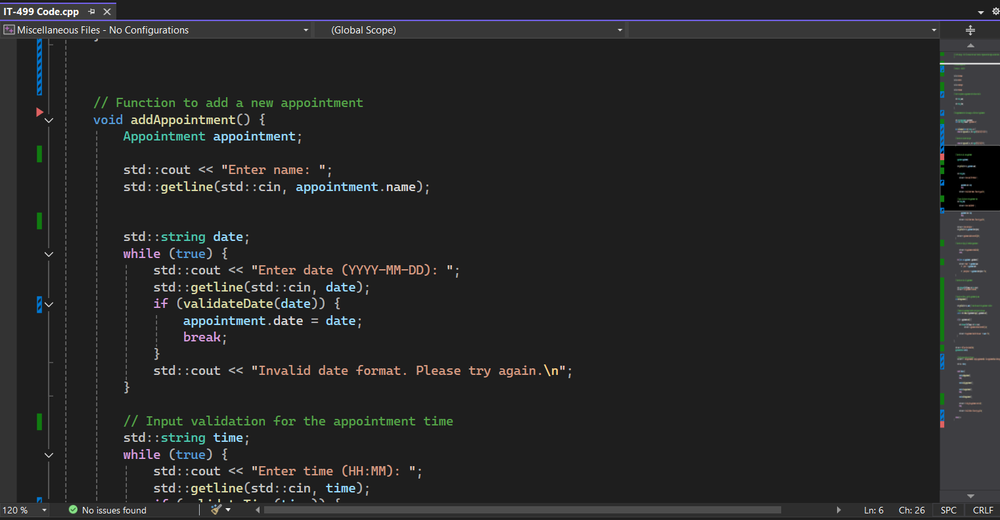 IT-499 Code.cpp
Miscellaneous Files - No Configurations
(Global Scope)
}
// Function to add a new appointment
void addAppointment() {
Appointment appointment;
std::cout << "Enter name: ";
std::getline(std::cin, appointment.name);
std::string date;
while (true) {
std::cout << "Enter date (YYYY-MM-DD): ";
std::getline(std::cin, date);
if (validateDate(date)) {
appointment.date = date;
break;
}
std::cout << "Invalid date format. Please try again.\n";
}
// Input validation for the appointment time
std::string time;
while (true) {
std::cout << "Enter time (HH:MM): ";
std::getline(std::cin, time);
if (validateTime(time)) {
120 %
No issues found
Ln: 6
Ch: 26
SPC
CRLF